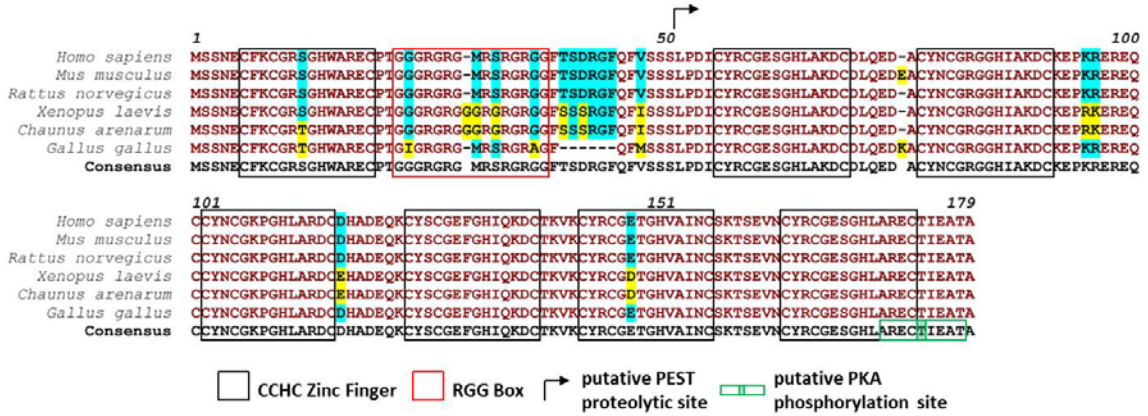 1 50 100
Homo sapiens MSSNECFKCGRSGHWARECPTGGGRGRG-MRSRGRGGFTSDRGFQFVSSSLPDICYRCGESGHLAKDCDLQED-ACYNCGRGGHIAKDCKEPKREREQ
Mus musculus MSSNECFKCGRSGHWARECPTGGGRGRG-MRSRGRGGFTSDRGFQFVSSSLPDICYRCGESGHLAKDCDLQEDEACYNCGRGGHIAKDCKEPKREREQ
Rattus norvegicus MSSNECFKCGRSGHWARECPTGGGRGRG-MRSRGRGGFTSDRGFQFVSSSLPDICYRCGESGHLAKDCDLQED-ACYNCGRGGHIAKDCKEPKREREQ
Xenopus laevis MSSNECFKCGRSGHWARECPTGGGRGRGGGRGRGRGGFSSSRGFQFISSSLPDICYRCGESGHLAKDCDLQED-ACYNCGRGGHIAKDCKEPRKEREQ
Chaunus arenarum MSSNECFKCGRTGHWARECPTGGGRGRGGGRGRGRGGFSSSRGFQFISSSLPDICYRCGESGHLAKDCDLQED-ACYNCGRGGHIAKDCKEPRKEREQ
Gallus gallus MSSNECFKCGRTGHWARECPTGIGRGRG-MRSRGRAGF------QFMSSSLPDICYRCGESGHLAKDCDLQEDKACYNCGRGGHIAKDCKEPKREREQ
Consensus MSSNECFKCGRSGHWARECPTGGGRGRG MRSRGRGGFTSDRGFQFVSSSLPDICYRCGESGHLAKDCDLQED ACYNCGRGGHIAKDCKEPKREREQ
101 151 179
Homo sapiens CCYNCGKPGHLARDCDHADEQKCYSCGEFGHIQKDCTKVKCYRCGETGHVAINCSKTSEVNCYRCGESGHLARECTIEATA
Mus musculus CCYNCGKPGHLARDCDHADEQKCYSCGEFGHIQKDCTKVKCYRCGETGHVAINCSKTSEVNCYRCGESGHLARECTIEATA
Rattus norvegicus CCYNCGKPGHLARDCDHADEQKCYSCGEFGHIQKDCTKVKCYRCGETGHVAINCSKTSEVNCYRCGESGHLARECTIEATA
Xenopus laevis CCYNCGKPGHLARDCEHADEQKCYSCGEFGHIQKDCTKVKCYRCGDTGHVAINCSKTSEVNCYRCGESGHLARECTIEATA
Chaunus arenarum CCYNCGKPGHLARDCEHADEQKCYSCGEFGHIQKDCTKVKCYRCGDTGHVAINCSKTSEVNCYRCGESGHLARECTIEATA
Gallus gallus CCYNCGKPGHLARDCDHADEQKCYSCGEFGHIQKDCTKVKCYRCGETGHVAINCSKTSEVNCYRCGESGHLARECTIEATA
Consensus CCYNCGKPGHLARDCDHADEQKCYSCGEFGHIQKDCTKVKCYRCGETGHVAINCSKTSEVNCYRCGESGHLARECTIEATA
CCHC Zinc Finger
RGG Box
putative PEST
proteolytic site
putative PKA
phosphorylation site